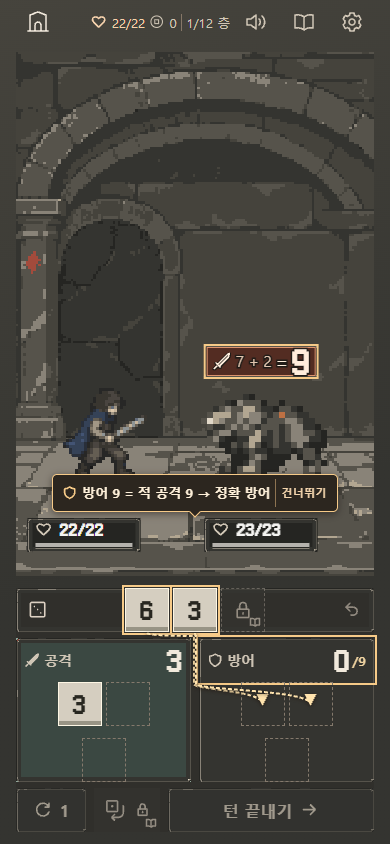 22/22 0 1/12 층
7 + 2 = 9
방어 9 = 적 공격 9 → 정확 방어 건너뛰기
22/22 23/23
6 3
공격 3 방어 0/9
3
1 턴 끝내기 →